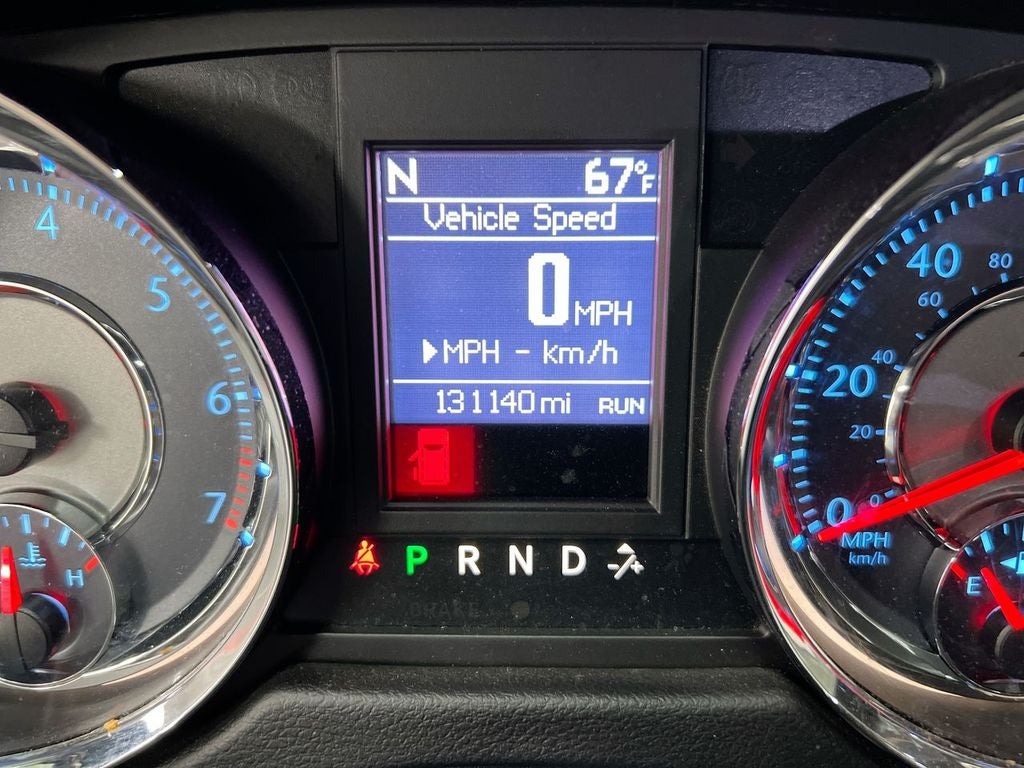 N 67°F
Vehicle Speed
0 MPH
▶MPH - km/h
131140 mi RUN
P R N D
BRAKE
4
5
6
7
H
40
80
60
40
20
20
0
0
MPH
km/h
E